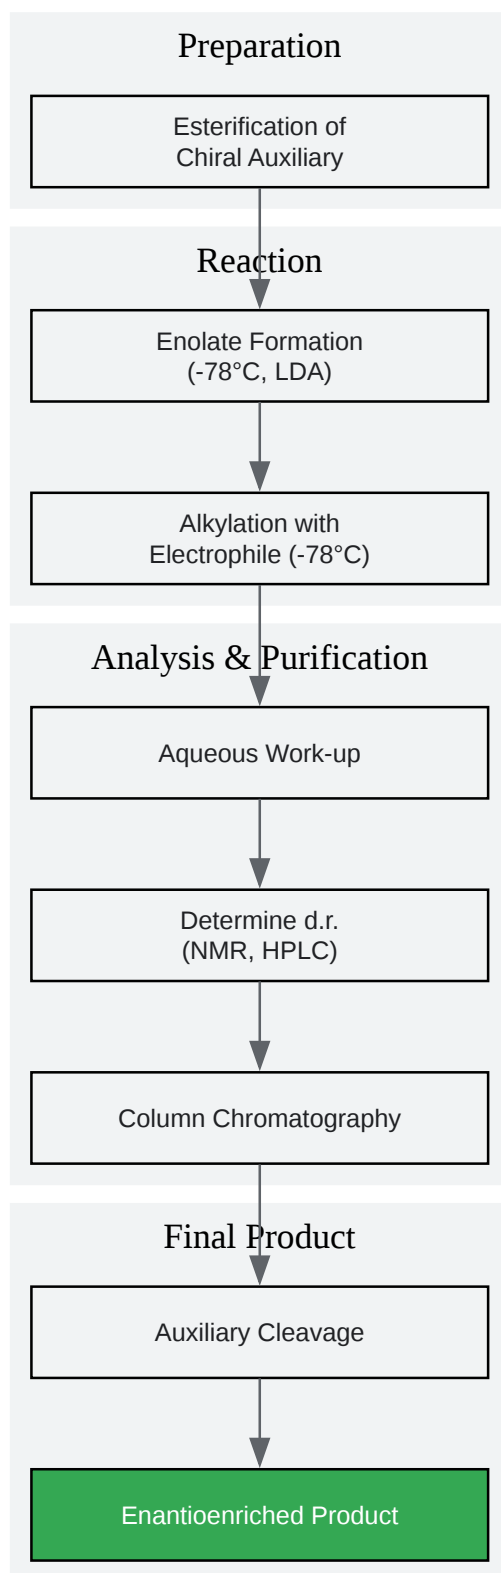 Preparation
Esterification of
Chiral Auxiliary
Reaction
Enolate Formation
(-78°C, LDA)
Alkylation with
Electrophile (-78°C)
Analysis & Purification
Aqueous Work-up
Determine d.r.
(NMR, HPLC)
Column Chromatography
Final Product
Auxiliary Cleavage
Enantioenriched Product